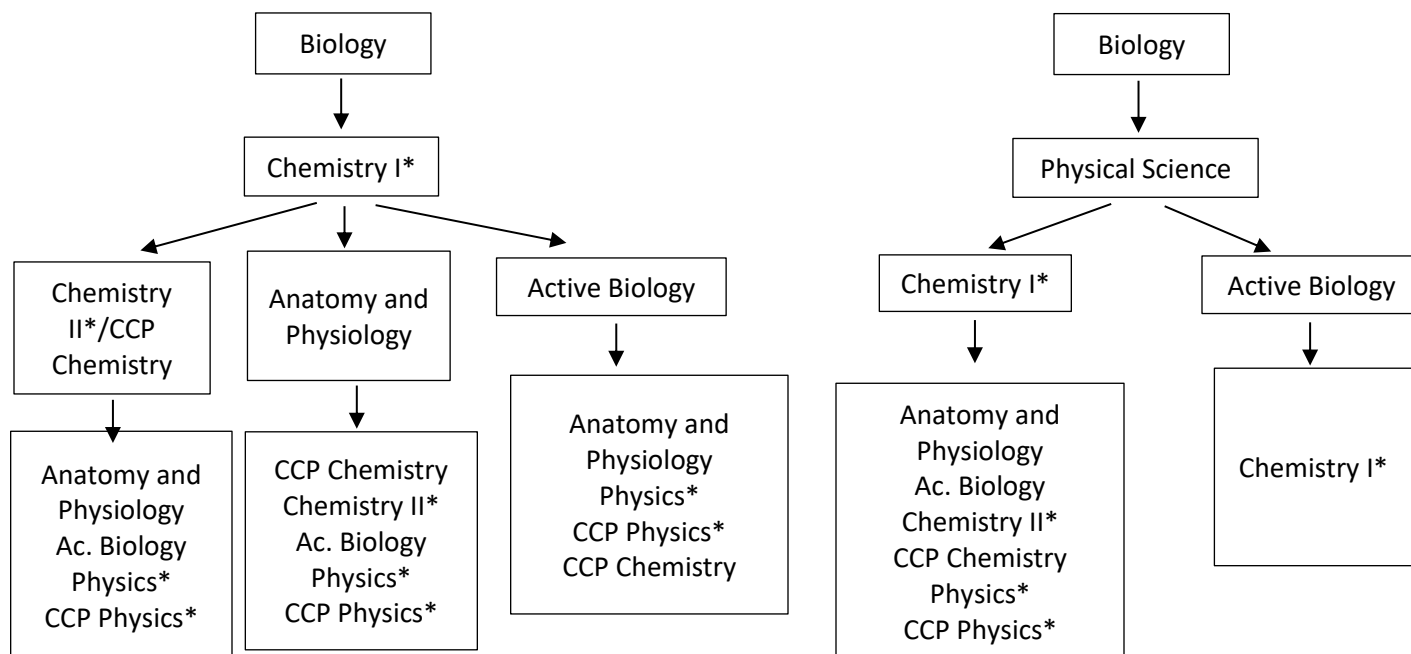 Biology
Chemistry I*
Chemistry
II*/CCP
Chemistry
Anatomy and
Physiology
Active Biology
Anatomy and
Physiology
Ac. Biology
Physics*
CCP Physics*
CCP Chemistry
Chemistry II*
Ac. Biology
Physics*
CCP Physics*
Anatomy and
Physiology
Physics*
CCP Physics*
CCP Chemistry
Biology
Physical Science
Chemistry I*
Active Biology
Anatomy and
Physiology
Ac. Biology
Chemistry II*
CCP Chemistry
Physics*
CCP Physics*
Chemistry I*